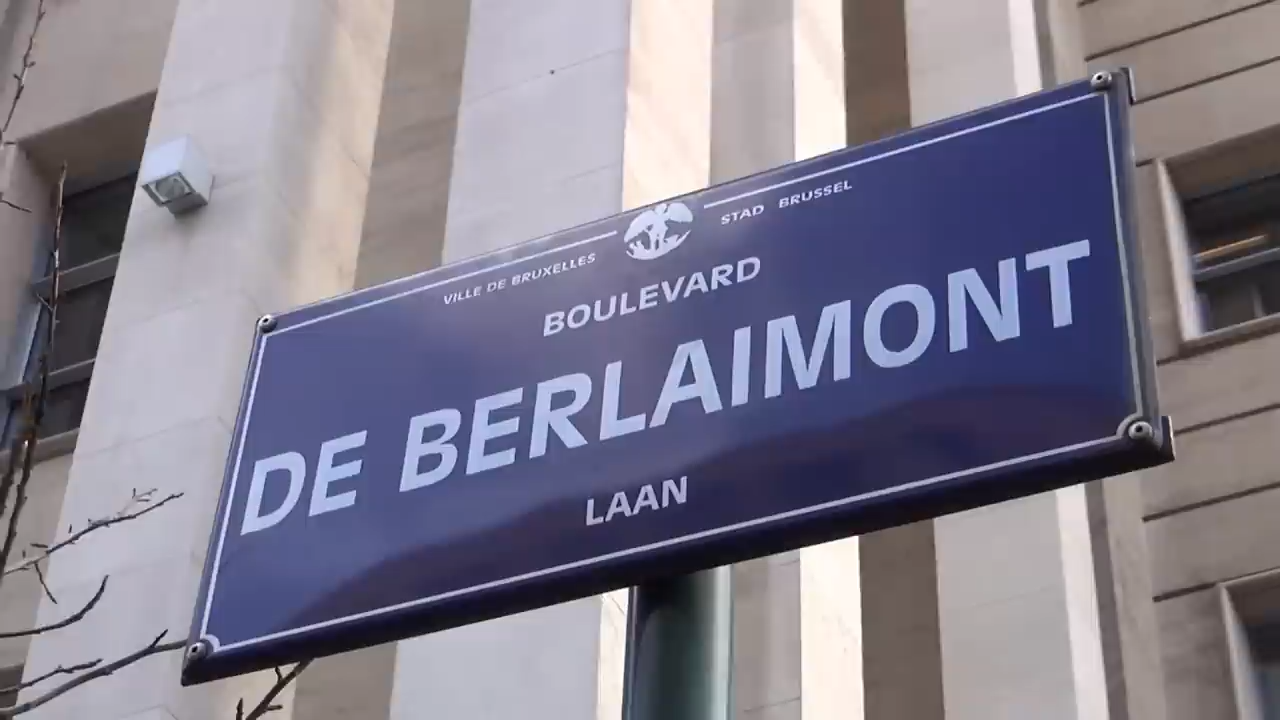 VILLE DE BRUXELLES STAD BRUSSEL
BOULEVARD
DE BERLAIMONT
LAAN